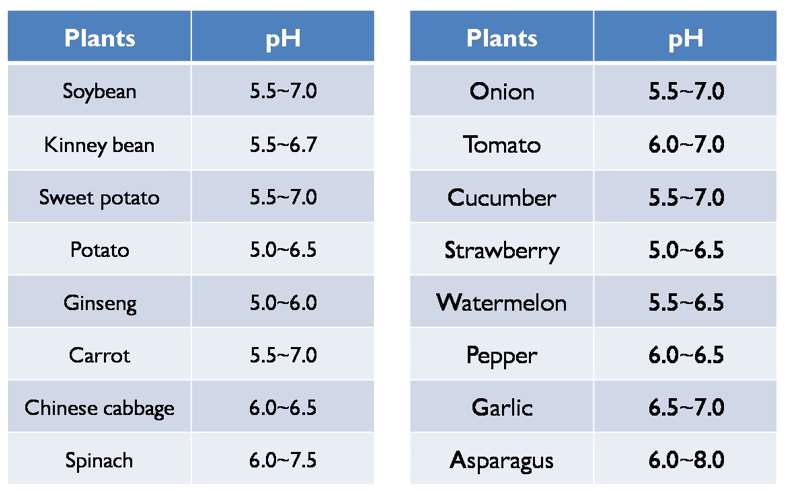 Plants pH
Soybean 5.5~7.0
Kinney bean 5.5~6.7
Sweet potato 5.5~7.0
Potato 5.0~6.5
Ginseng 5.0~6.0
Carrot 5.5~7.0
Chinese cabbage 6.0~6.5
Spinach 6.0~7.5
Plants pH
Onion 5.5~7.0
Tomato 6.0~7.0
Cucumber 5.5~7.0
Strawberry 5.0~6.5
Watermelon 5.5~6.5
Pepper 6.0~6.5
Garlic 6.5~7.0
Asparagus 6.0~8.0